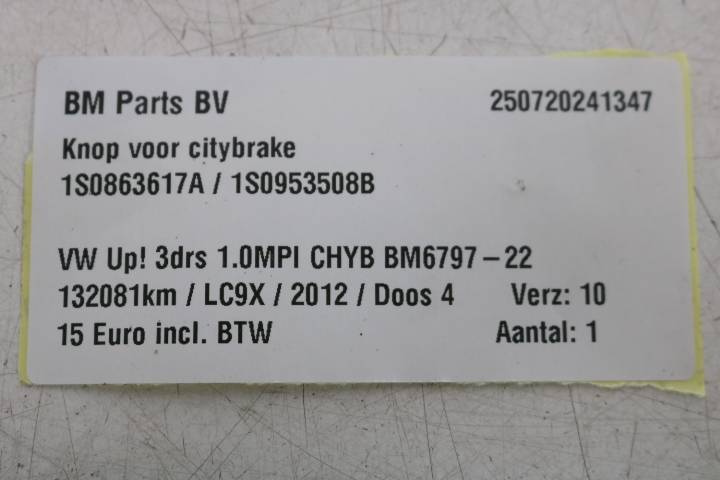 BM Parts BV 250720241347
Knop voor citybrake
1S0863617A / 1S0953508B
VW Up! 3drs 1.0MPI CHYB BM6797-22
132081km / LC9X / 2012 / Doos 4 Verz: 10
15 Euro incl. BTW Aantal: 1